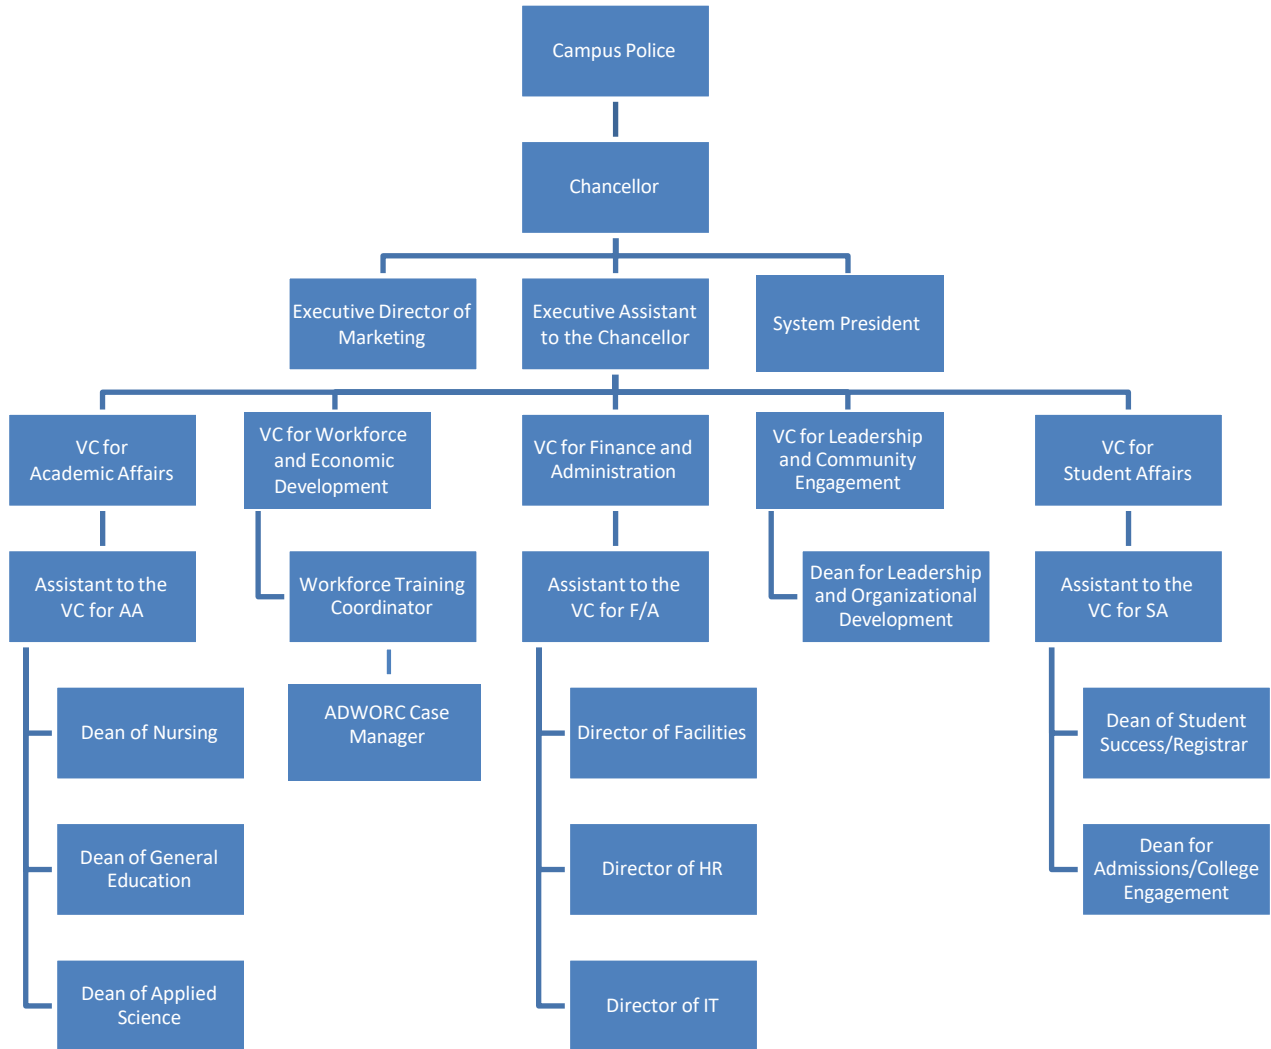 Campus Police
Chancellor
Executive Director of
Marketing
Executive Assistant
to the Chancellor
System President
VC for
Academic Affairs
VC for Workforce
and Economic
Development
VC for Finance and
Administration
VC for Leadership
and Community
Engagement
VC for
Student Affairs
Assistant to the
VC for AA
Workforce Training
Coordinator
Assistant to the
VC for F/A
Dean for Leadership
and Organizational
Development
Assistant to the
VC for SA
Dean of Nursing
ADWORC Case
Manager
Director of Facilities
Dean of Student
Success/Registrar
Dean of General
Education
Director of HR
Dean for
Admissions/College
Engagement
Dean of Applied
Science
Director of IT